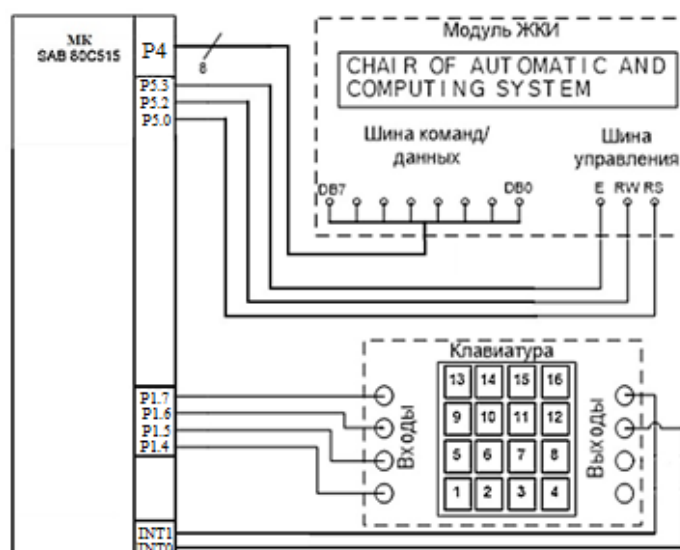 МК
SAB 80C515
P4
8
P5.3
P5.2
P5.0
Модуль ЖКИ
CHAIR OF AUTOMATIC AND
COMPUTING SYSTEM
Шина команд/
данных
Шина
управления
DB7
DB0
E RW RS
Клавиатура
P1.7
P1.6
P1.5
P1.4
Входы
13 14 15 16
9 10 11 12
5 6 7 8
1 2 3 4
Выходы
INT1
INT0